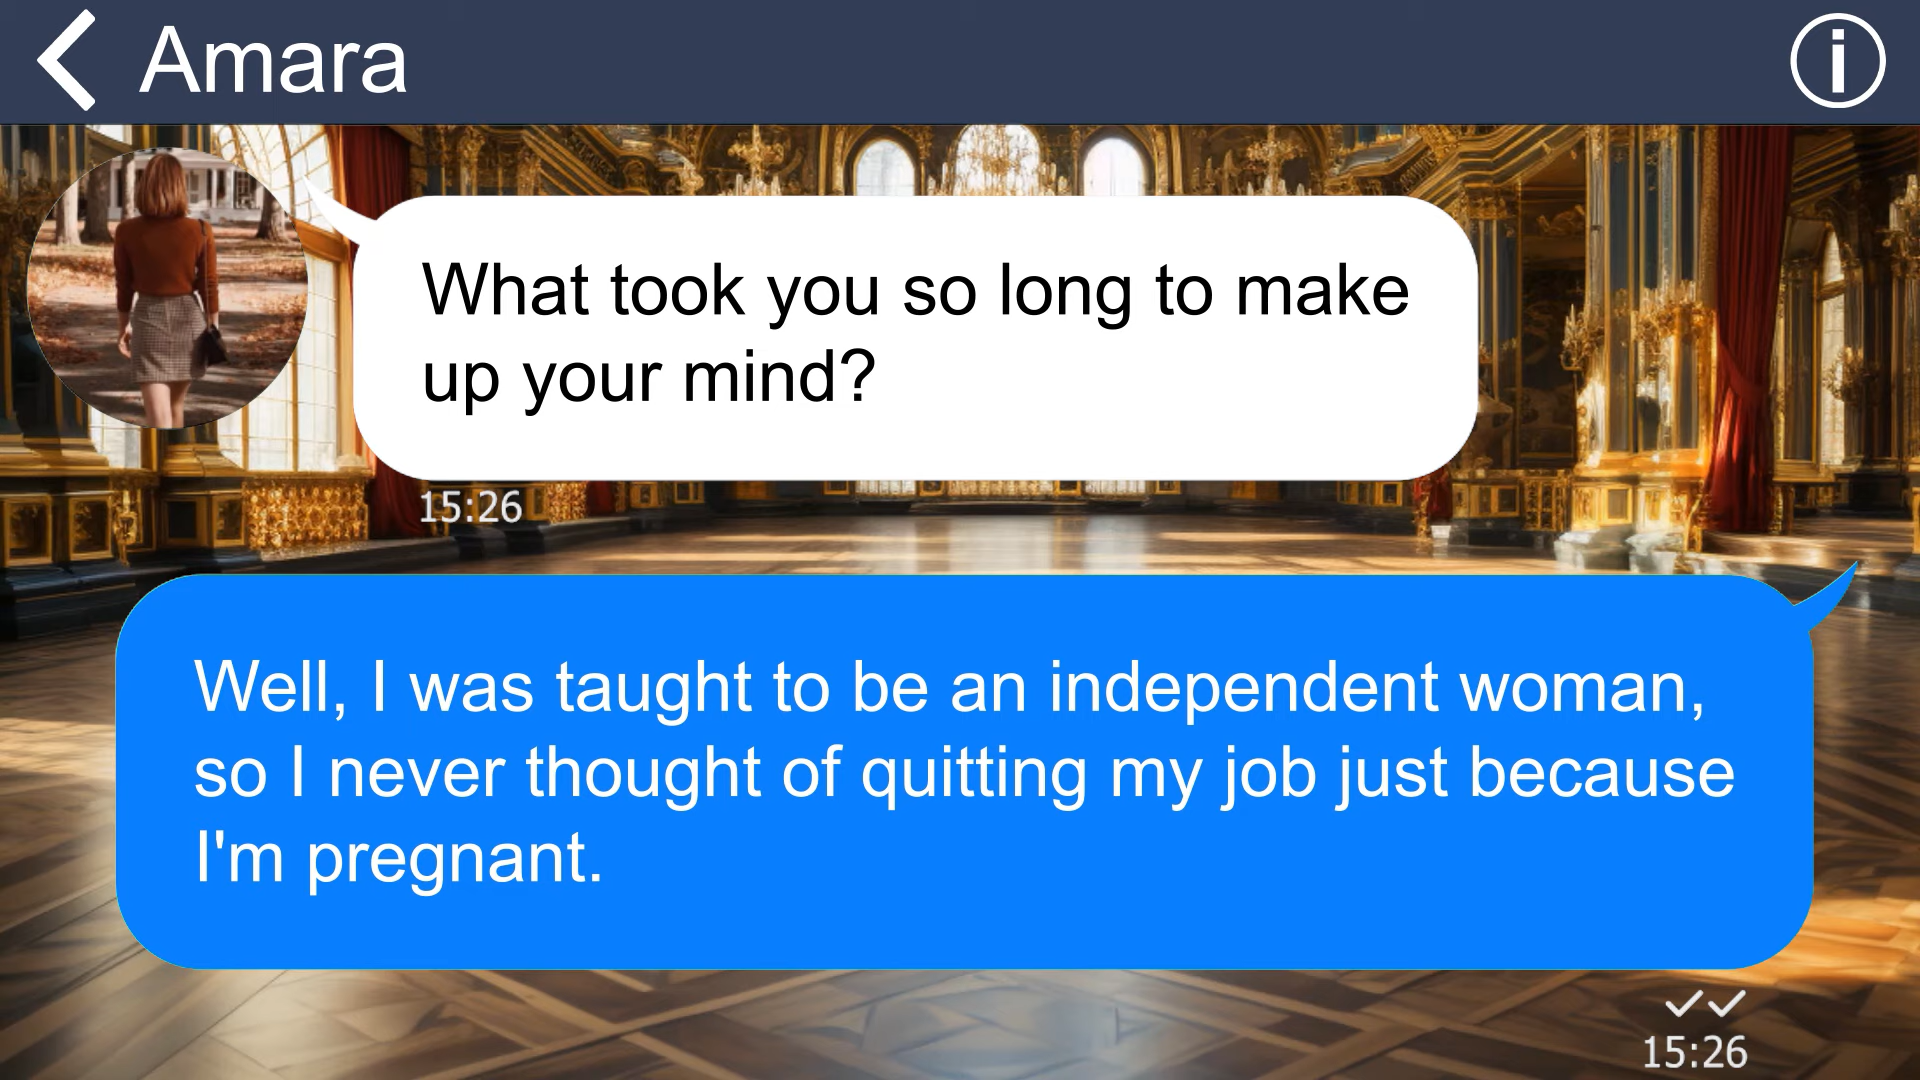 Amara
What took you so long to make
up your mind?
15:26
Well, I was taught to be an independent woman,
so I never thought of quitting my job just because
I'm pregnant.
15:26